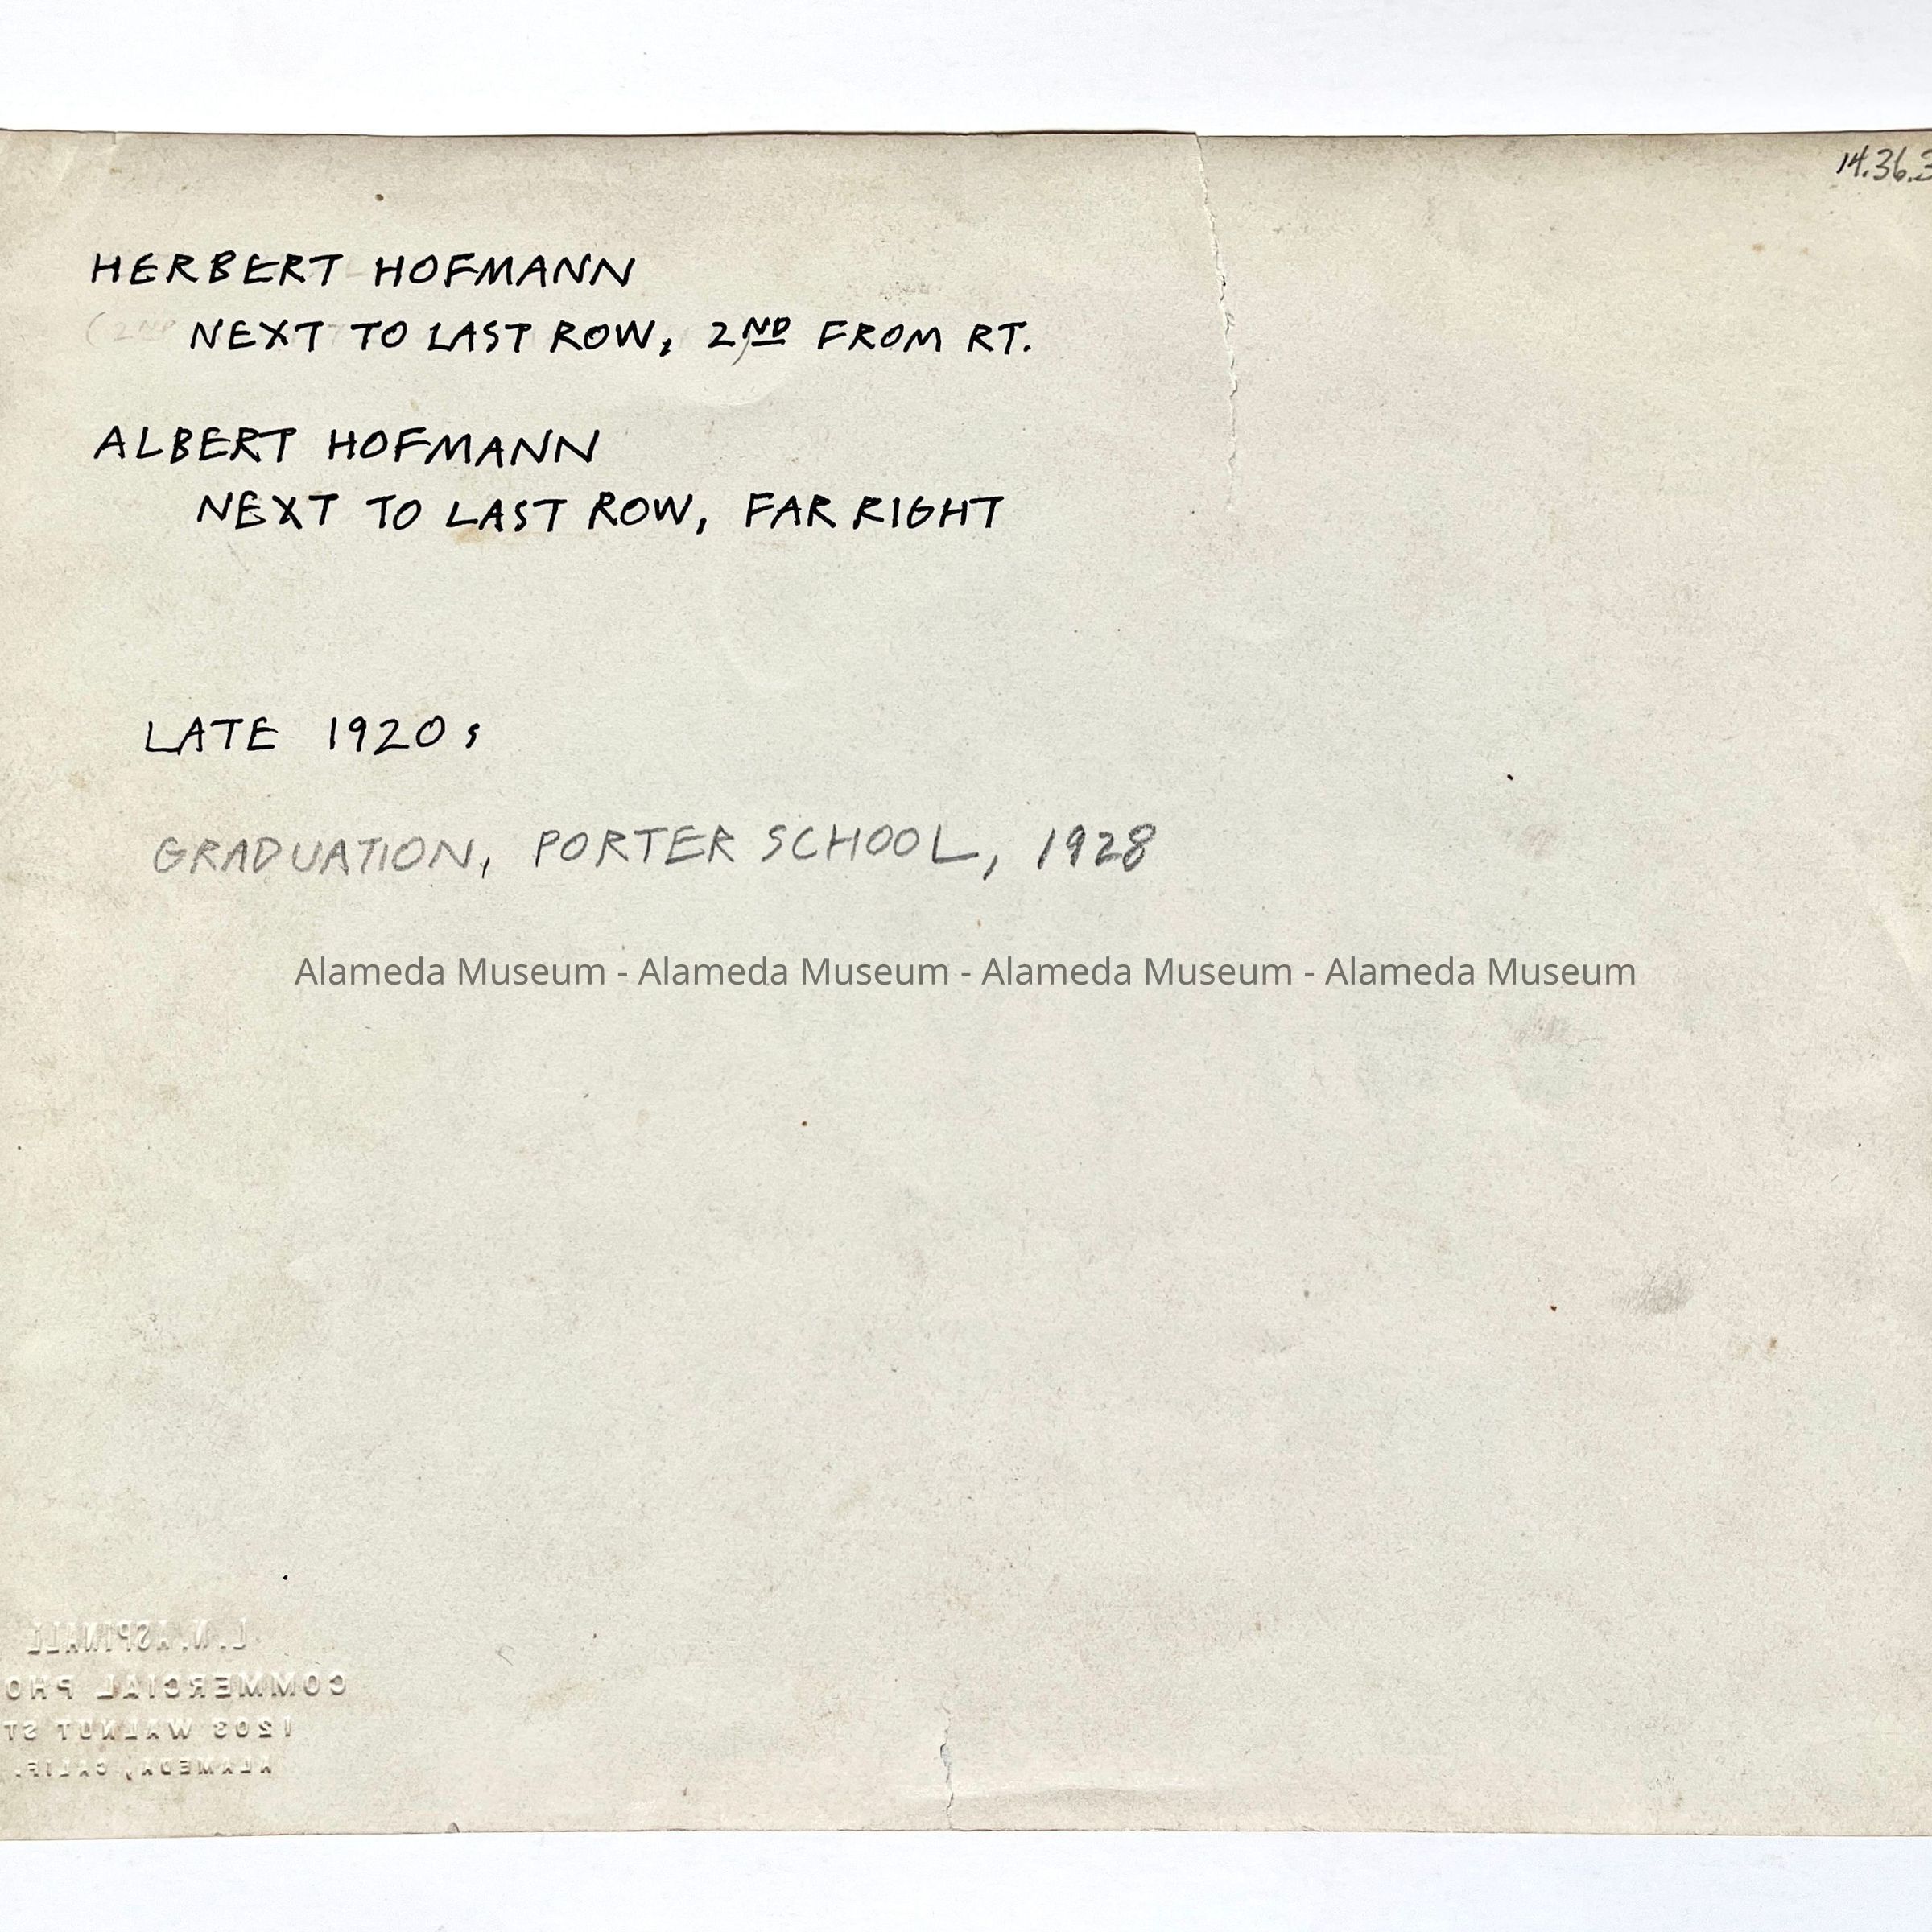 14.36.3
HERBERT HOFMANN
(2ND NEXT TO LAST ROW, 2ND FROM RT.
ALBERT HOFMANN
NEXT TO LAST ROW, FAR RIGHT
LATE 1920s
GRADUATION, PORTER SCHOOL, 1928
Alameda Museum - Alameda Museum - Alameda Museum - Alameda Museum
L.N. ASPINALL
COMMERCIAL PHO
1203 WALNUT ST
ALAMEDA, CALIF.